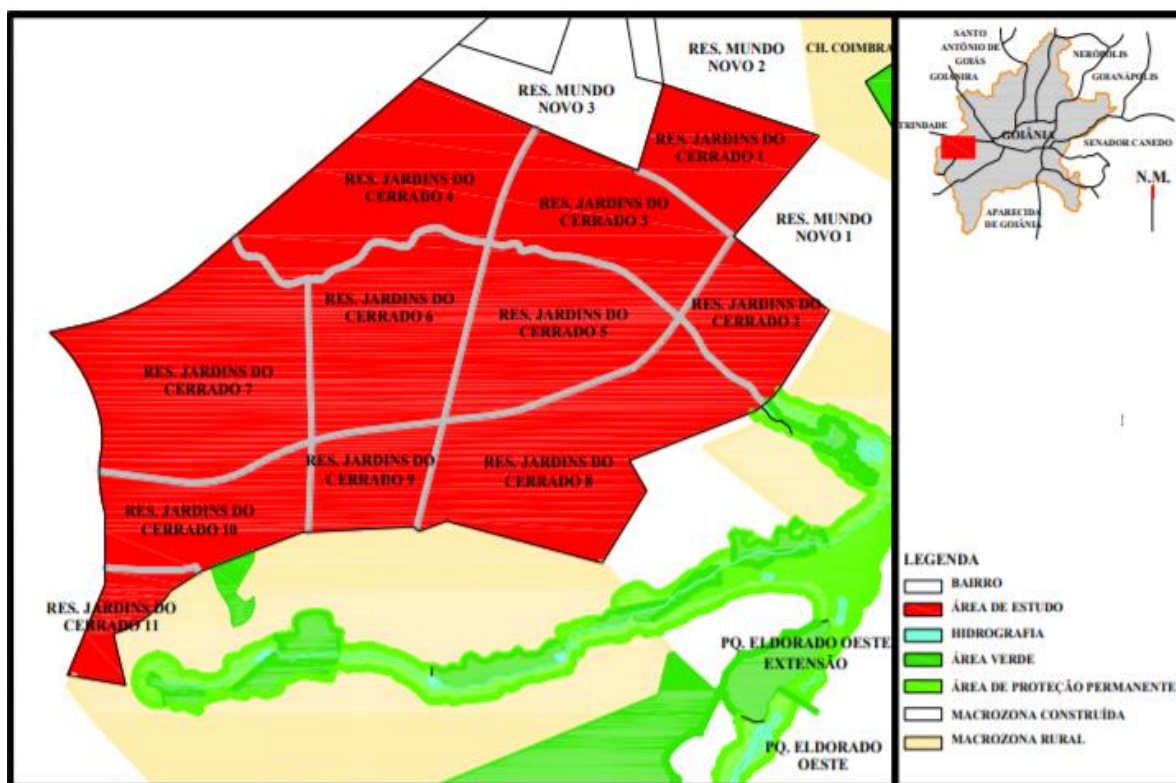 RES. MUNDO
NOVO 2
CH. COIMBRA
RES. MUNDO
NOVO 3
RES. JARDINS DO
CERRADO 1
RES. JARDINS DO
CERRADO 4
RES. JARDINS DO
CERRADO 3
RES. MUNDO
NOVO 1
RES. JARDINS DO
CERRADO 6
RES. JARDINS DO
CERRADO 5
RES. JARDINS DO
CERRADO 2
RES. JARDINS DO
CERRADO 7
RES. JARDINS DO
CERRADO 9
RES. JARDINS DO
CERRADO 8
RES. JARDINS DO
CERRADO 10
RES. JARDINS DO
CERRADO 11
PQ. ELDORADO OESTE
EXTENSÃO
PQ. ELDORADO
OESTE
SANTO
ANTÔNIO DE
GOIÁS
NERÓPOLIS
GOIANIRA
GOIANÁPOLIS
TRINDADE
GOIÂNIA
SENADOR CANEDO
N.M.
APARECIDA
DE GOIÂNIA
LEGENDA
BAIRRO
ÁREA DE ESTUDO
HIDROGRAFIA
ÁREA VERDE
ÁREA DE PROTEÇÃO PERMANENTE
MACROZONA CONSTRUÍDA
MACROZONA RURAL